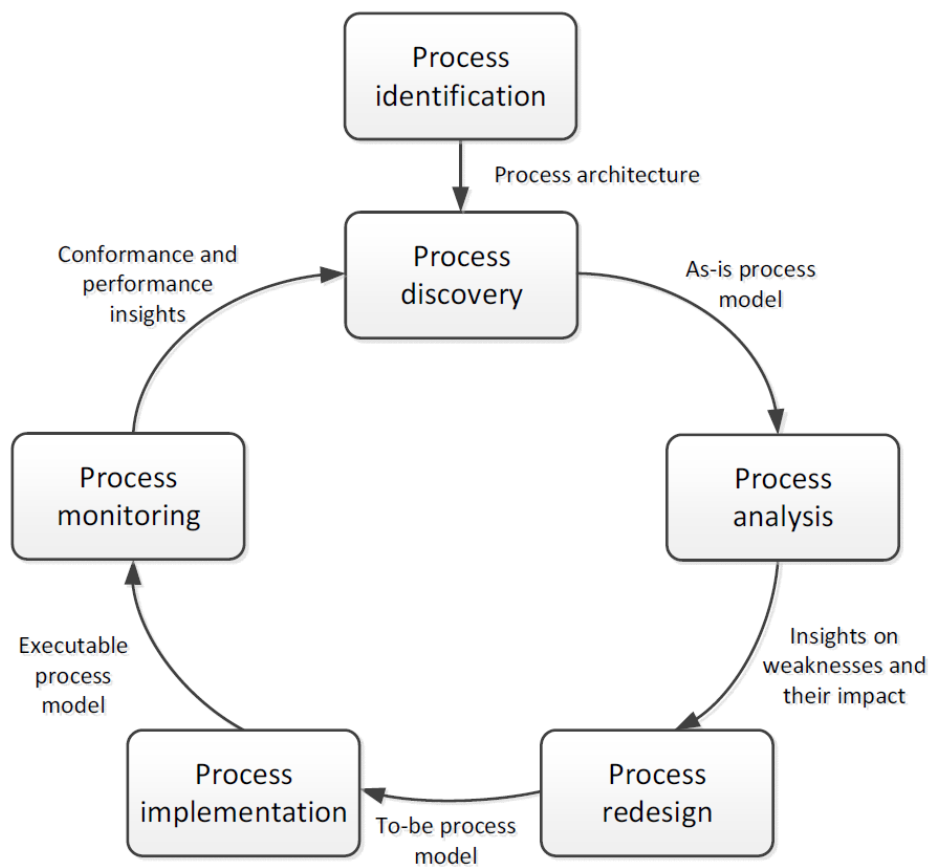 Process
identification
Process architecture
Process
discovery
As-is process
model
Process
analysis
Insights on
weaknesses and
their impact
Process
redesign
To-be process
model
Process
implementation
Executable
process
model
Process
monitoring
Conformance and
performance
insights